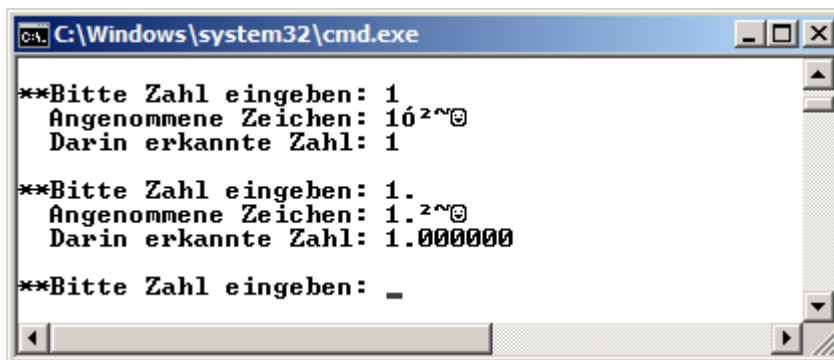 C:\Windows\system32\cmd.exe
**Bitte Zahl eingeben: 1
Angenommene Zeichen: 1ó²~☺
Darin erkannte Zahl: 1
**Bitte Zahl eingeben: 1.
Angenommene Zeichen: 1.²~☺
Darin erkannte Zahl: 1.000000
**Bitte Zahl eingeben: _